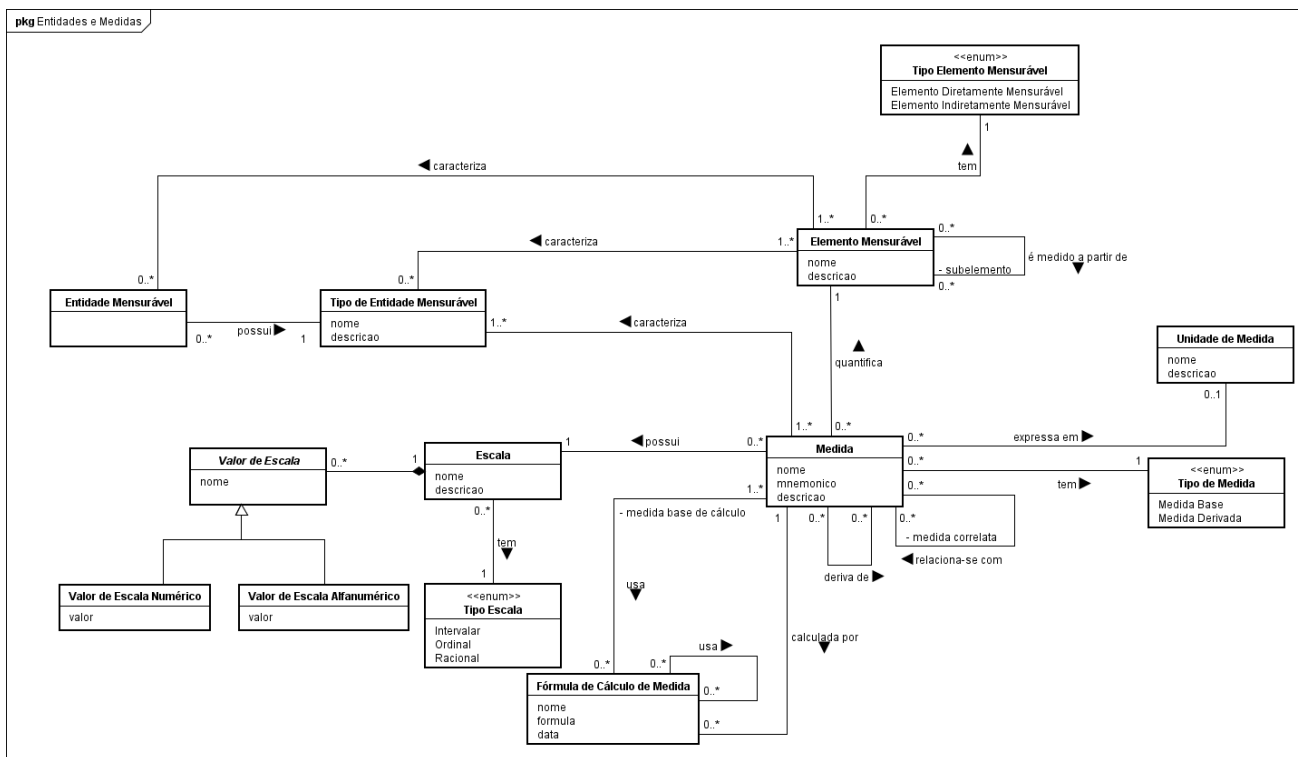 pkg Entidades e Medidas
<<enum>>
Tipo Elemento Mensurável
Elemento Diretamente Mensurável
Elemento Indiretamente Mensurável
1
tem
caracteriza
1..*
0..*
0..*
caracteriza
1..*
Elemento Mensurável
nome
descricao
0..*
- subelemento
0..*
é medido a partir de
0..*
Entidade Mensurável
0..*
possui
1
Tipo de Entidade Mensurável
nome
descricao
1..*
caracteriza
1
quantifica
Unidade de Medida
nome
descricao
0..1
Valor de Escala
nome
0..*
1
Escala
nome
descricao
1
possui
0..*
1..*
0..*
Medida
nome
mnemonico
descricao
0..*
expressa em
0..*
tem
1
<<enum>>
Tipo de Medida
Medida Base
Medida Derivada
0..*
0..*
- medida correlata
relaciona-se com
0..*
0..*
deriva de
1..*
- medida base de cálculo
1
0..*
tem
1
Valor de Escala Numérico
valor
Valor de Escala Alfanumérico
valor
<<enum>>
Tipo Escala
Intervalar
Ordinal
Racional
usa
calculada por
0..*
0..*
usa
0..*
Fórmula de Cálculo de Medida
nome
formula
data
0..*